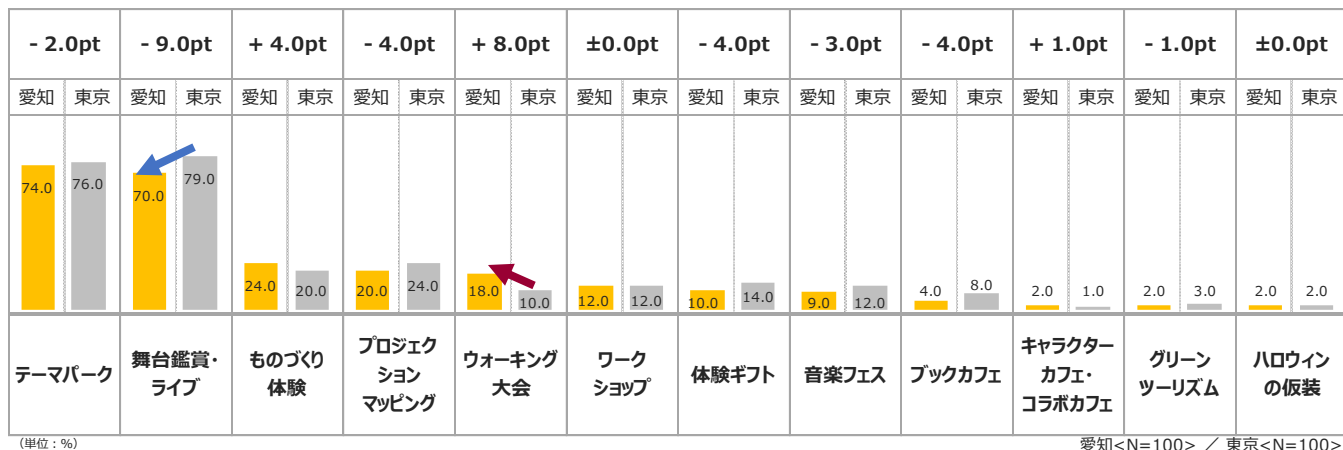 - 2.0pt - 9.0pt + 4.0pt - 4.0pt + 8.0pt ±0.0pt - 4.0pt - 3.0pt - 4.0pt + 1.0pt - 1.0pt ±0.0pt
愛知 東京 愛知 東京 愛知 東京 愛知 東京 愛知 東京 愛知 東京 愛知 東京 愛知 東京 愛知 東京 愛知 東京 愛知 東京 愛知 東京
74.0 76.0 70.0 79.0 24.0 20.0 20.0 24.0 18.0 10.0 12.0 12.0 10.0 14.0 9.0 12.0 4.0 8.0 2.0 1.0 2.0 3.0 2.0 2.0
テーマパーク
舞台鑑賞・
ライブ
ものづくり
体験
プロジェク
ション
マッピング
ウォーキング
大会
ワーク
ショップ
体験ギフト
音楽フェス
ブックカフェ
キャラクター
カフェ・
コラボカフェ
グリーン
ツーリズム
ハロウィン
の仮装
（単位：%）
愛知<N=100> ／ 東京<N=100>